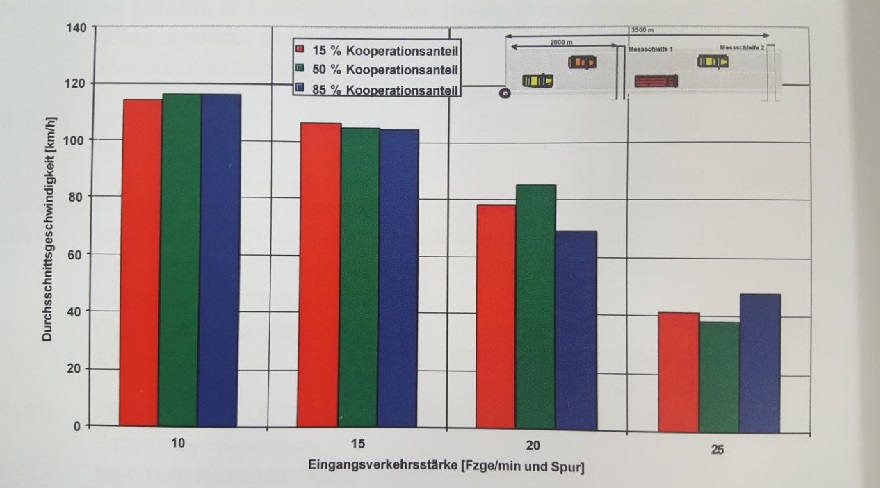 140
120
100
80
60
40
20
0
Durchsschnittsgeschwindigkeit [km/h]
15 % Kooperationsanteil
50 % Kooperationsanteil
85 % Kooperationsanteil
3500 m
2800 m
Messschleife 1
Messschleife 2
10
15
20
25
Eingangsverkehrsstärke [Fzge/min und Spur]